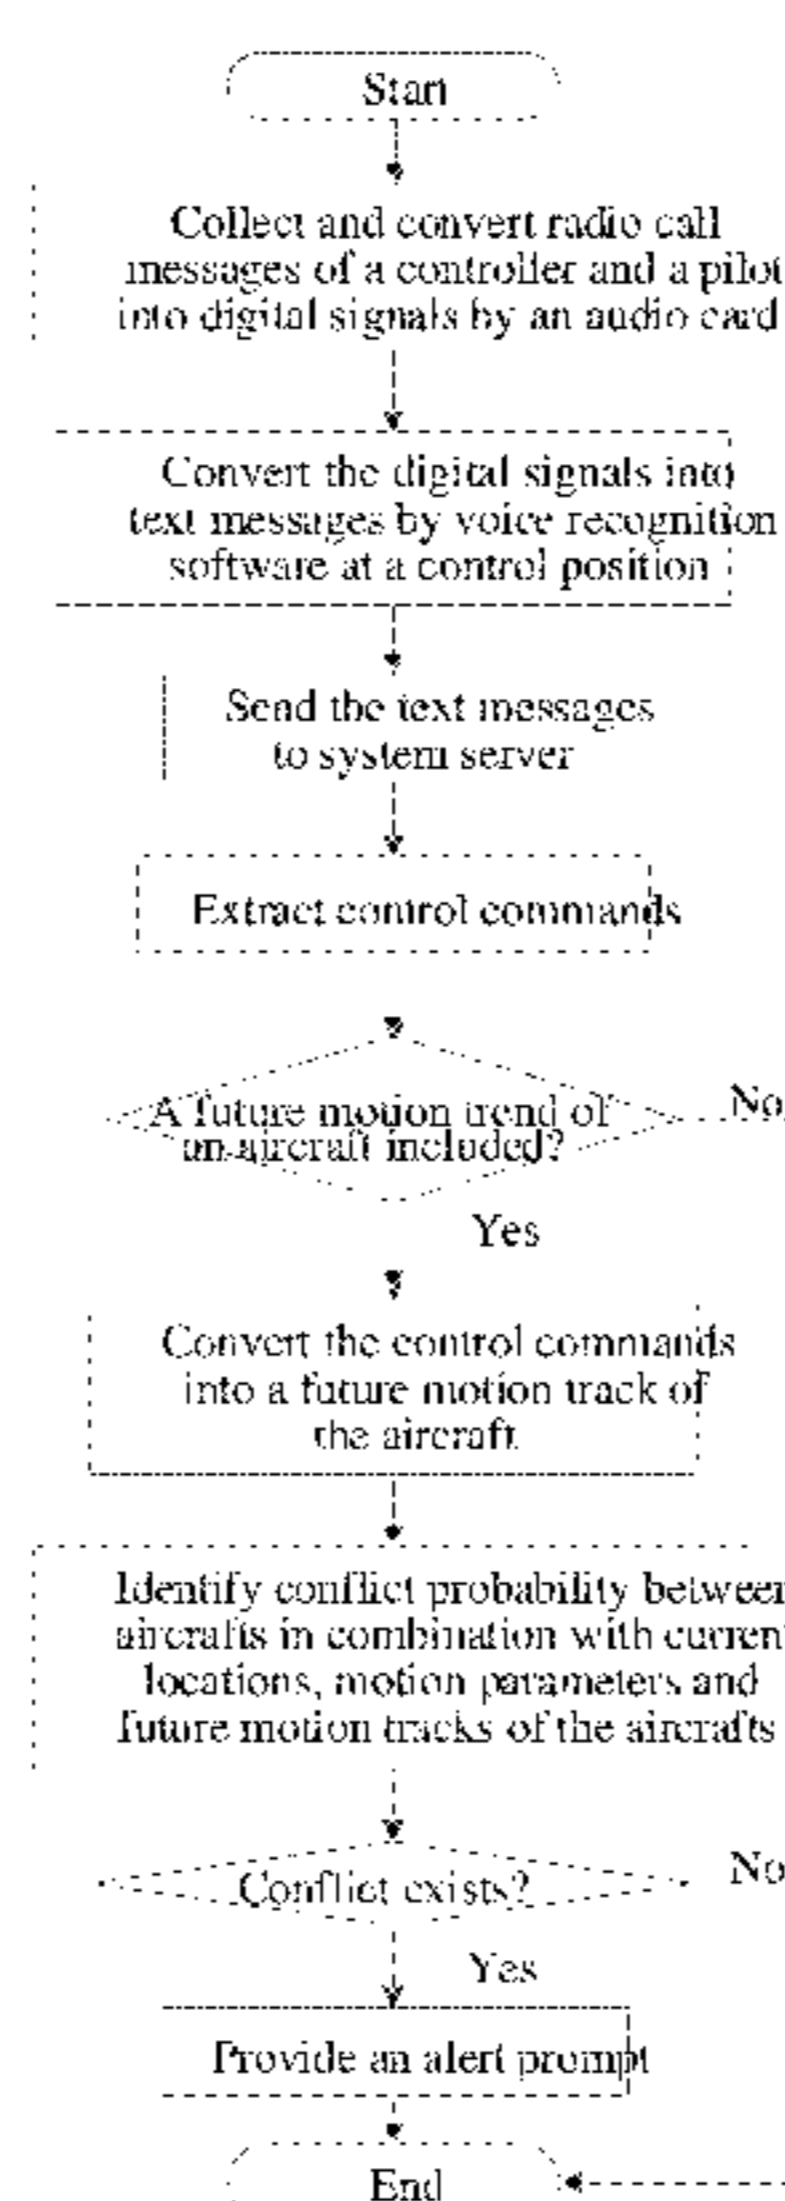 Start
Collect and convert radio call
messages of a controller and a pilot
into digital signals by an audio card
Convert the digital signals into
text messages by voice recognition
software at a control position
Send the text messages
to system server
Extract control commands
A future motion trend of
an aircraft included?
No
Yes
Convert the control commands
into a future motion track of
the aircraft
Identify conflict probability between
aircrafts in combination with current
locations, motion parameters and
future motion tracks of the aircrafts
Conflict exists?
No
Yes
Provide an alert prompt
End